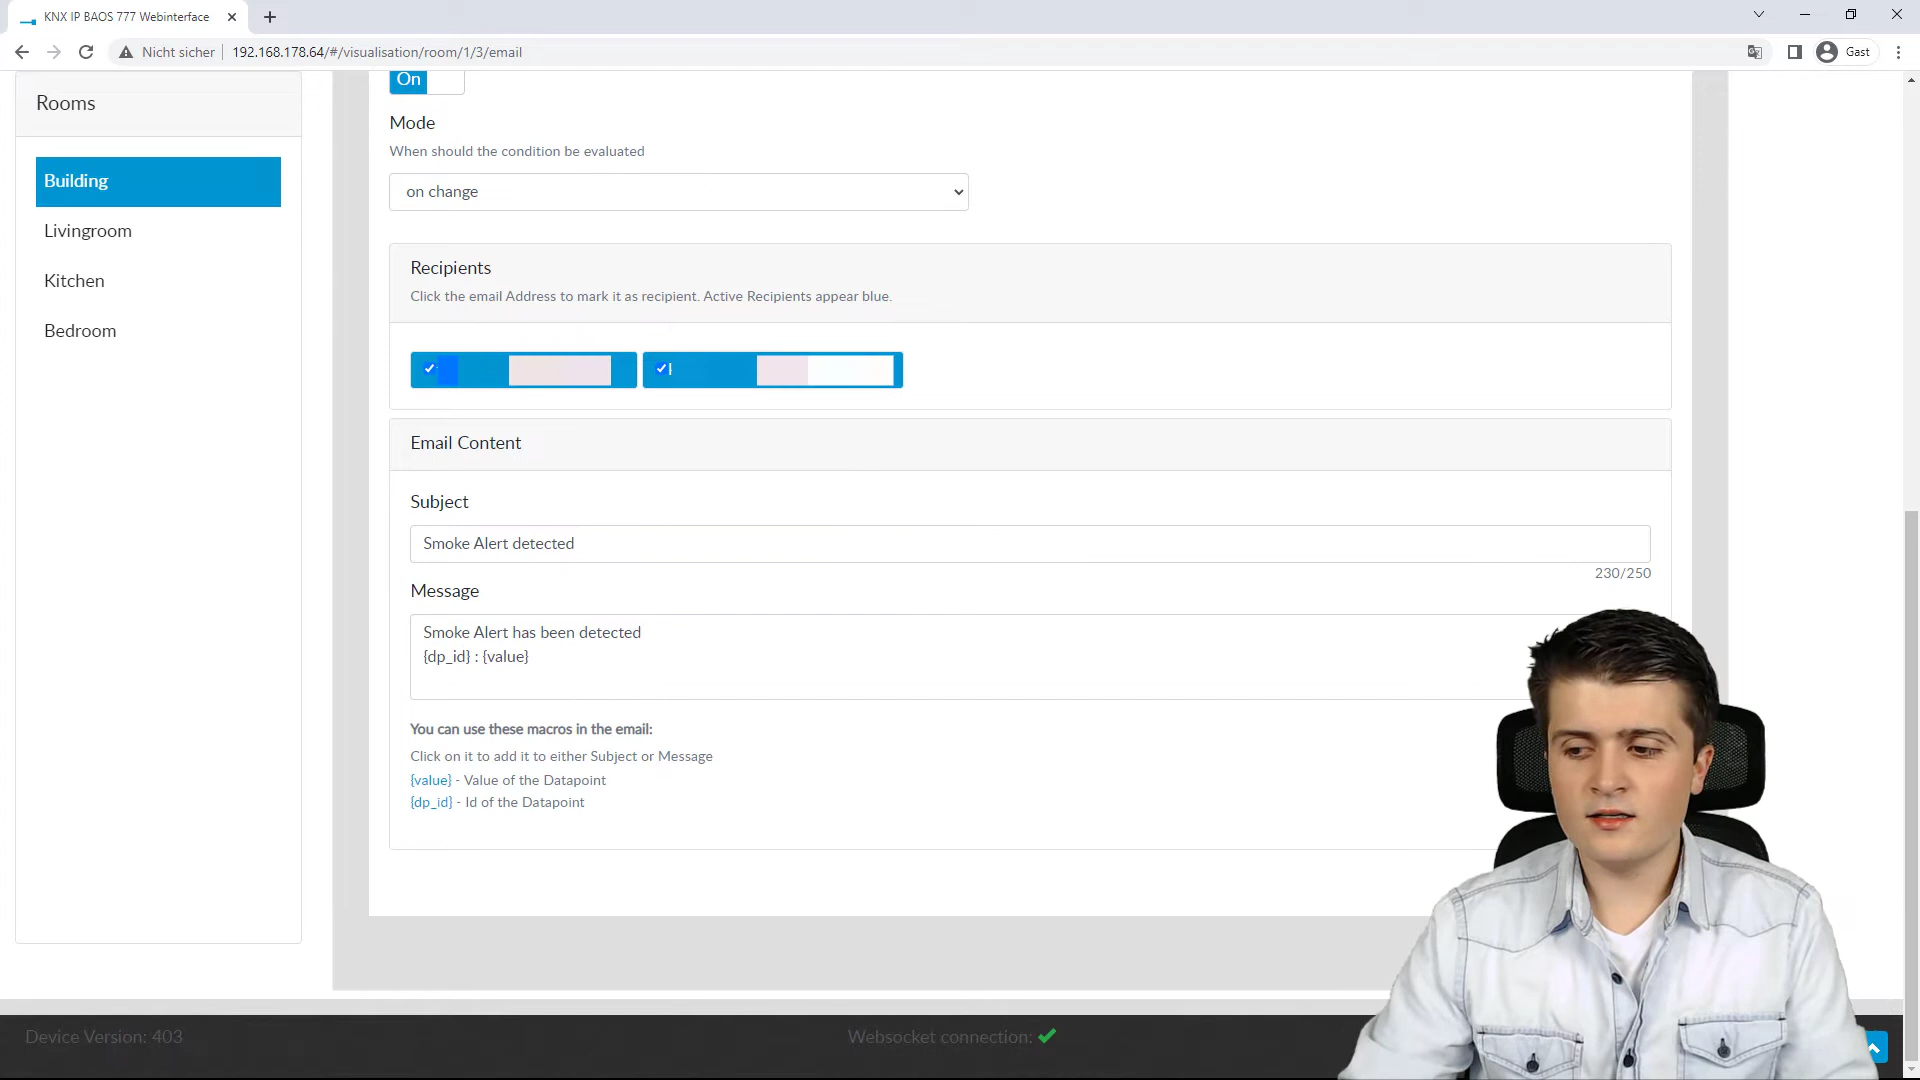 KNX IP BAOS 777 Webinterface
Nicht sicher
192.168.178.64/#/visualisation/room/1/3/email
Gast
Rooms
Building
Livingroom
Kitchen
Bedroom
On
Mode
When should the condition be evaluated
on change
Recipients
Click the email Address to mark it as recipient. Active Recipients appear blue.
Email Content
Subject
Smoke Alert detected
230/250
Message
Smoke Alert has been detected
{dp_id} : {value}
You can use these macros in the email:
Click on it to add it to either Subject or Message
{value} - Value of the Datapoint
{dp_id} - Id of the Datapoint
Device Version: 403
Websocket connection: